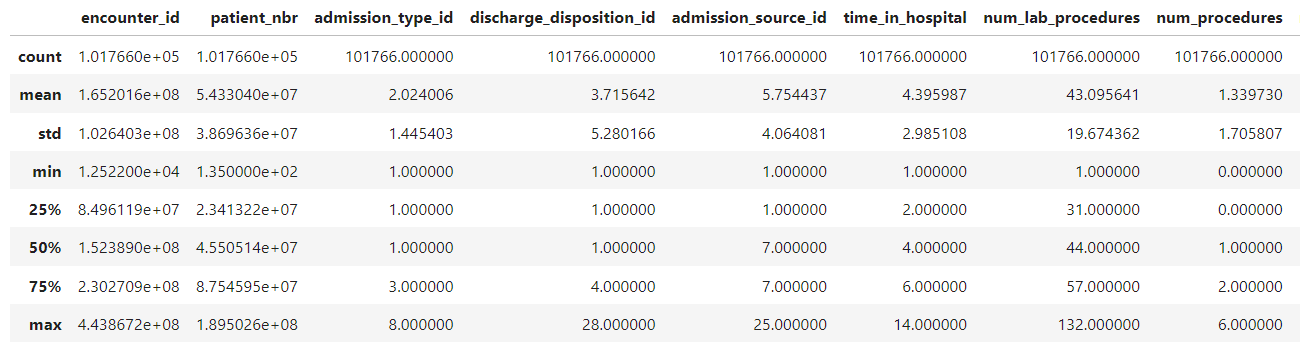 encounter_id patient_nbr admission_type_id discharge_disposition_id admission_source_id time_in_hospital num_lab_procedures num_procedures
count 1.017660e+05 1.017660e+05 101766.000000 101766.000000 101766.000000 101766.000000 101766.000000 101766.000000
mean 1.652016e+08 5.433040e+07 2.024006 3.715642 5.754437 4.395987 43.095641 1.339730
std 1.026403e+08 3.869636e+07 1.445403 5.280166 4.064081 2.985108 19.674362 1.705807
min 1.252200e+04 1.350000e+02 1.000000 1.000000 1.000000 1.000000 1.000000 0.000000
25% 8.496119e+07 2.341322e+07 1.000000 1.000000 1.000000 2.000000 31.000000 0.000000
50% 1.523890e+08 4.550514e+07 1.000000 1.000000 7.000000 4.000000 44.000000 1.000000
75% 2.302709e+08 8.754595e+07 3.000000 4.000000 7.000000 6.000000 57.000000 2.000000
max 4.438672e+08 1.895026e+08 8.000000 28.000000 25.000000 14.000000 132.000000 6.000000